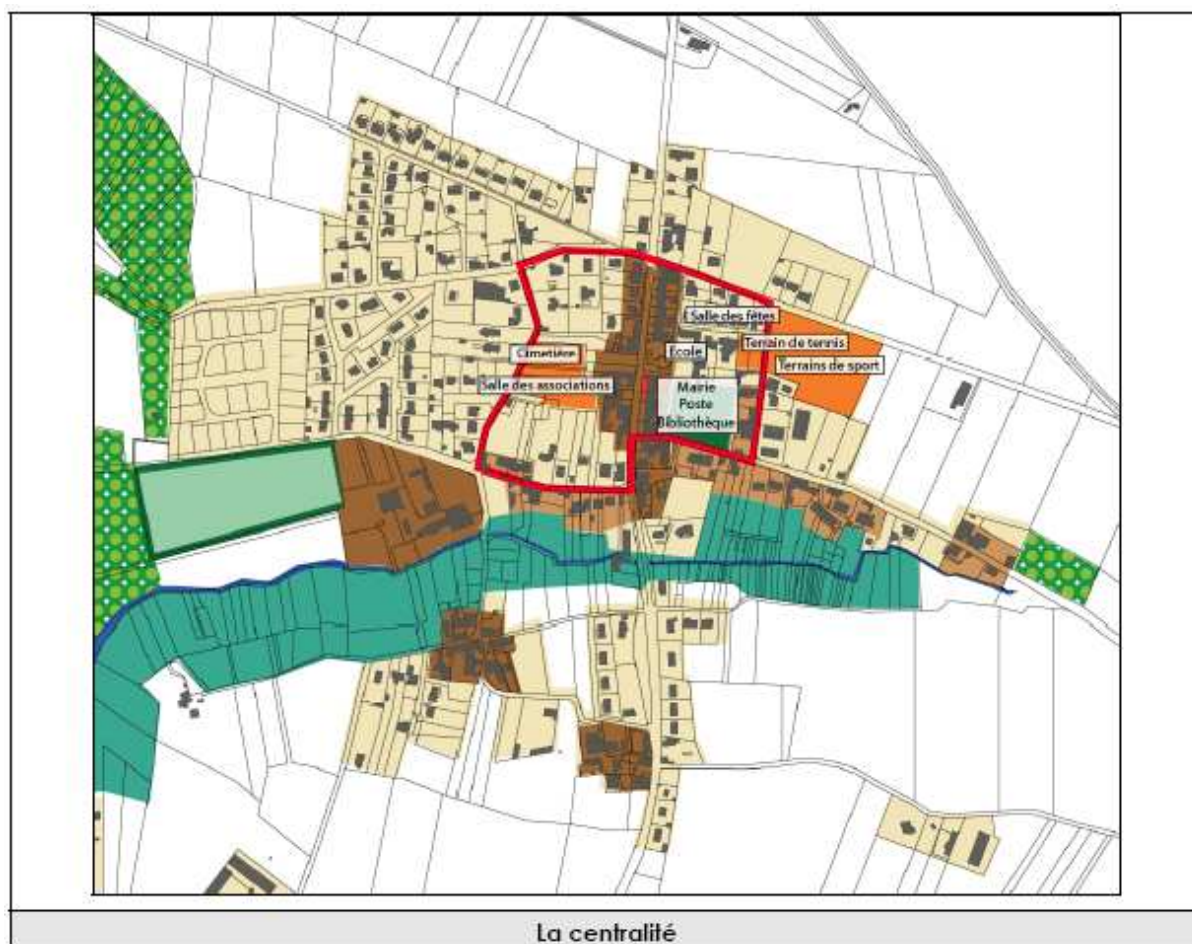 Salle des fêtes
Terrain de tennis
Terrains de sport
Cimetière
Ecole
Salle des associations
Mairie
Poste
Bibliothèque
La centralité